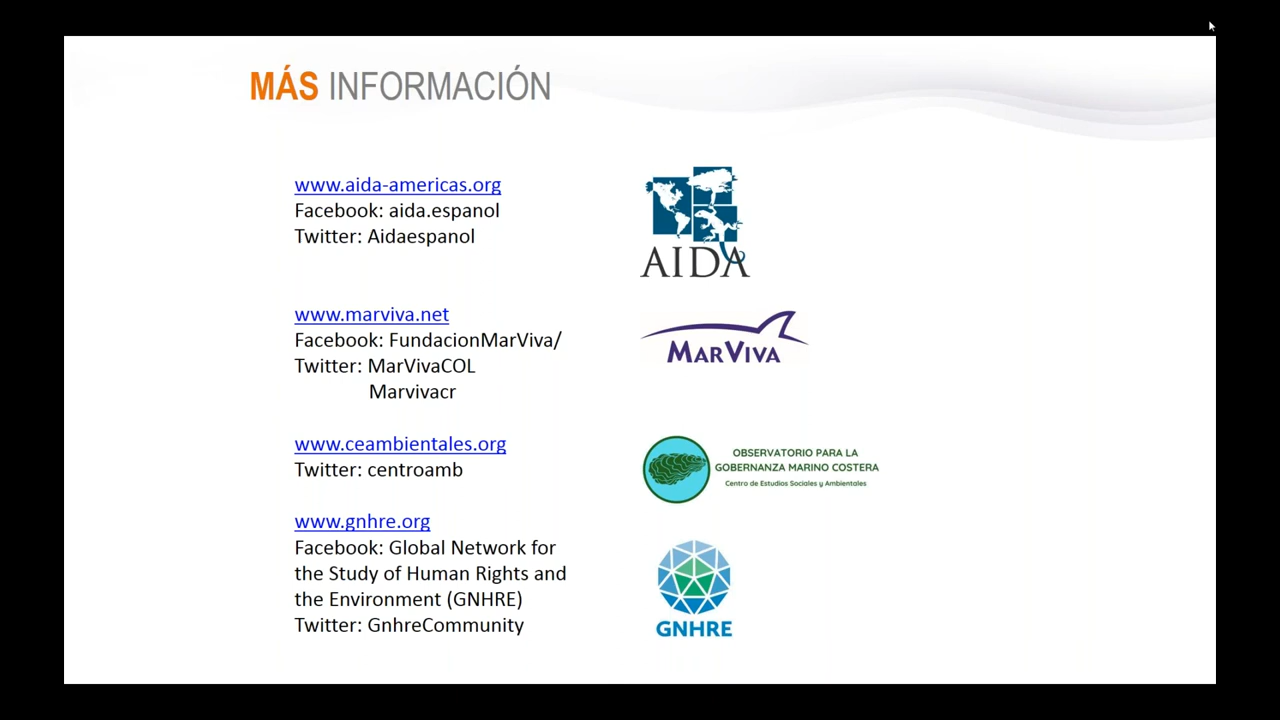 MÁS INFORMACIÓN
www.aida-americas.org
Facebook: aida.espanol
Twitter: Aidaespanol
AIDA
www.marviva.net
Facebook: FundacionMarViva/
Twitter: MarVivaCOL
Marvivacr
MARVIVA
www.ceambientales.org
Twitter: centroamb
OBSERVATORIO PARA LA
GOBERNANZA MARINO COSTERA
Centro de Estudios Sociales y Ambientales
www.gnhre.org
Facebook: Global Network for
the Study of Human Rights and
the Environment (GNHRE)
Twitter: GnhreCommunity
GNHRE